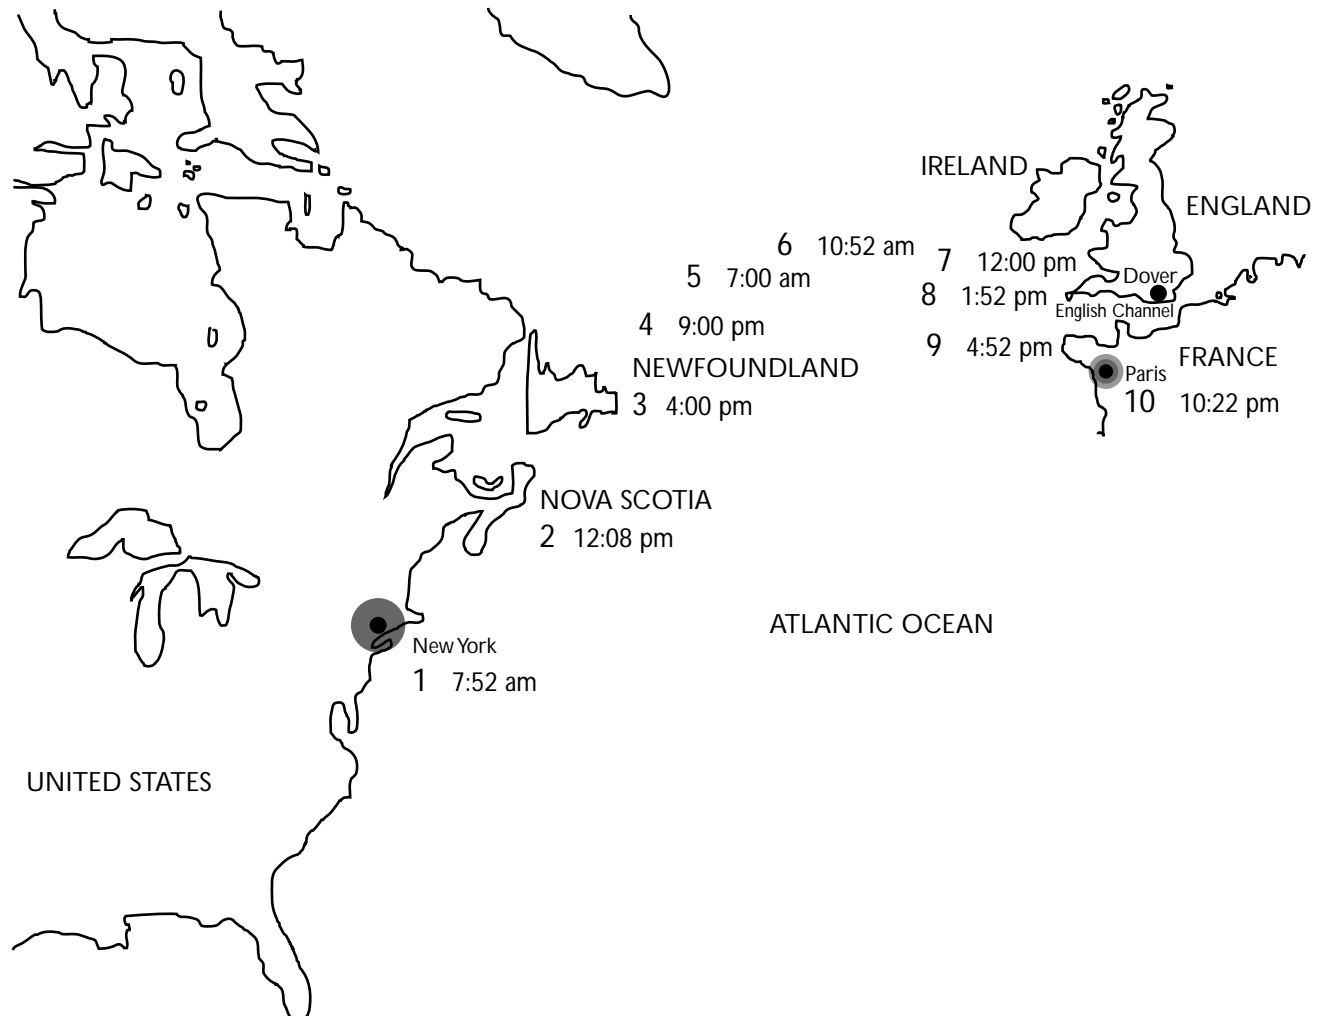 IRELAND
ENGLAND
6 10:52 am
7 12:00 pm
5 7:00 am
Dover
8 1:52 pm
English Channel
4 9:00 pm
9 4:52 pm
FRANCE
NEWFOUNDLAND
Paris
3 4:00 pm
10 10:22 pm
NOVA SCOTIA
2 12:08 pm
ATLANTIC OCEAN
New York
1 7:52 am
UNITED STATES